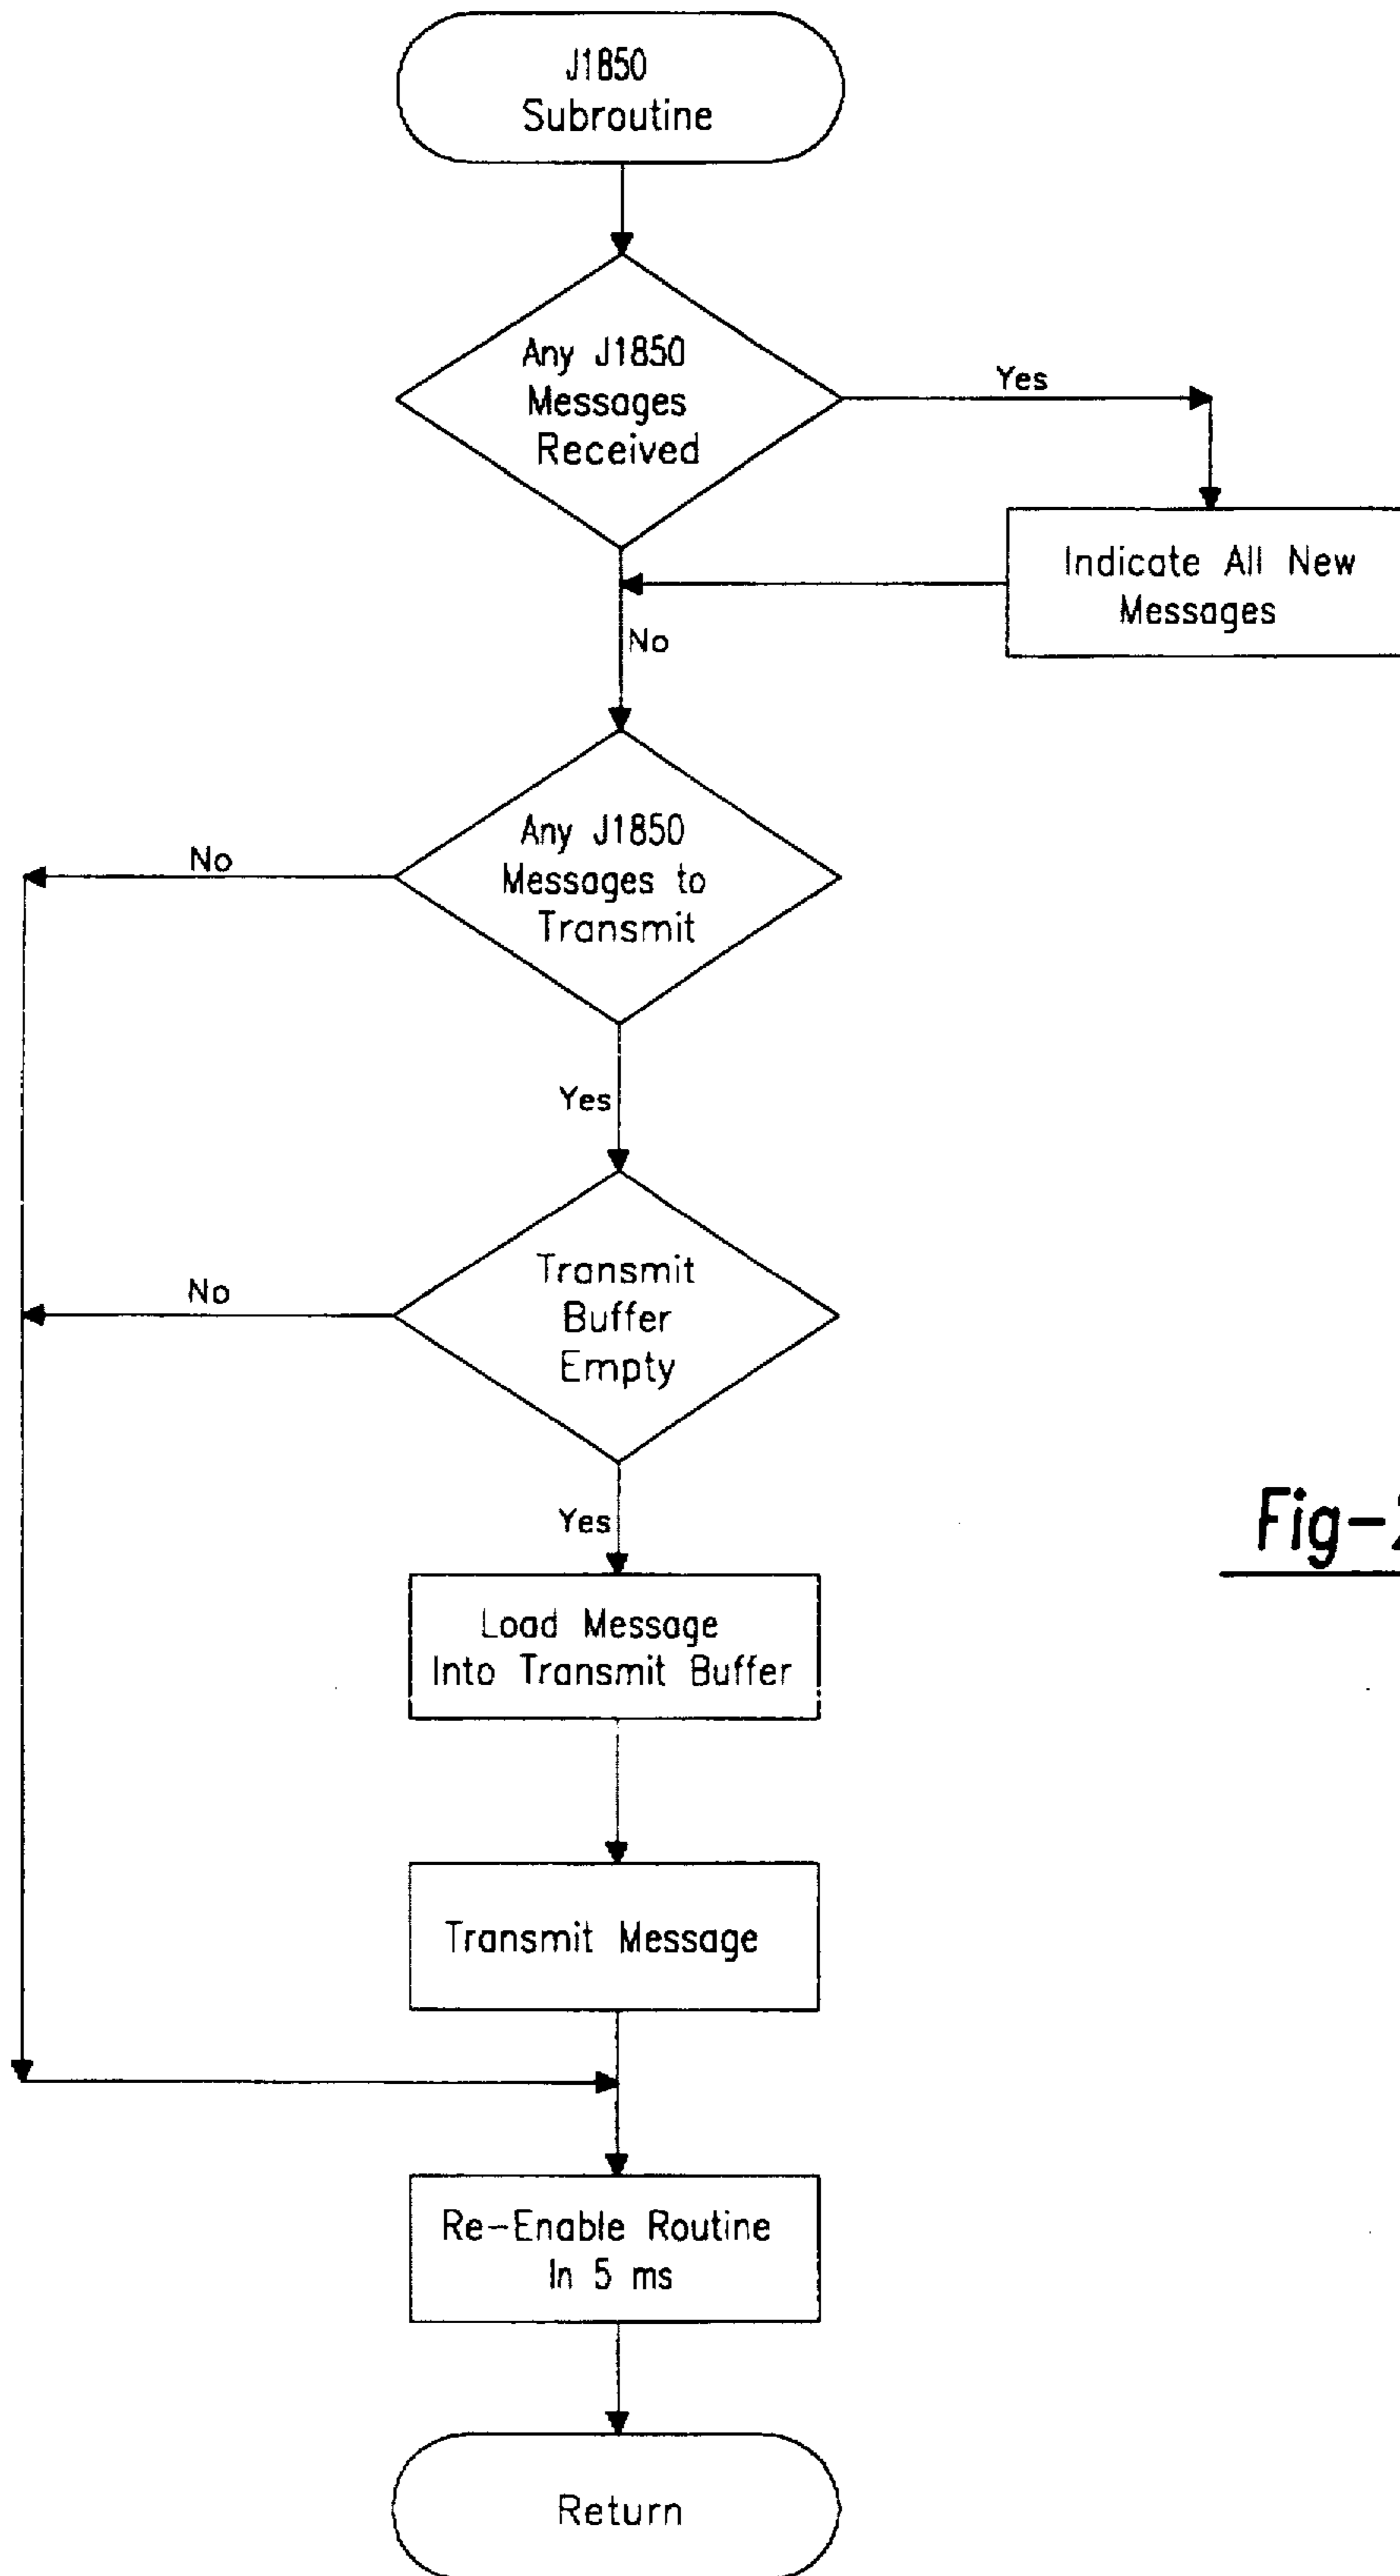 J1850
Subroutine
Any J1850
Messages
Received
Yes
Indicate All New
Messages
No
Any J1850
Messages to
Transmit
No
Yes
Transmit
Buffer
Empty
No
Yes
Fig-2
Load Message
Into Transmit Buffer
Transmit Message
Re-Enable Routine
In 5 ms
Return